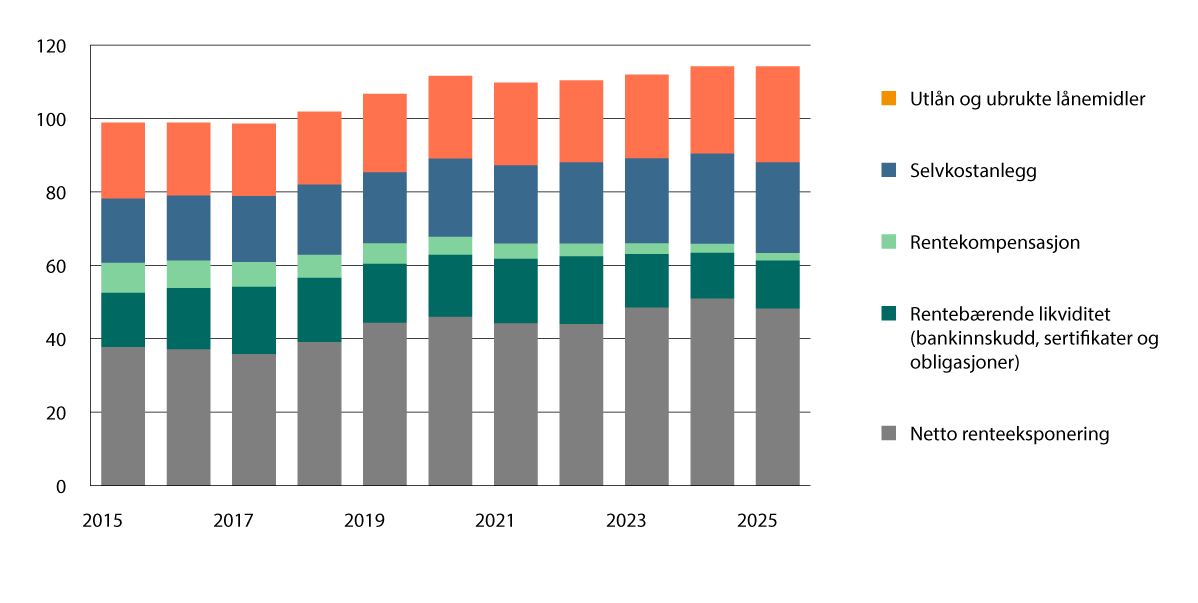 120
100
80
60
40
20
0
2015 2017 2019 2021 2023 2025
Utlån og ubrukte lånemidler
Selvkostanlegg
Rentekompensasjon
Rentebærende likviditet
(bankinnskudd, sertifikater og
obligasjoner)
Netto renteeksponering